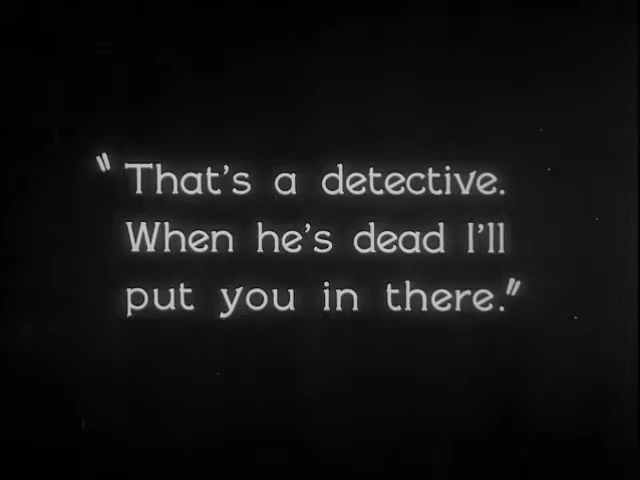 "That's a detective.
When he's dead I'll
put you in there."